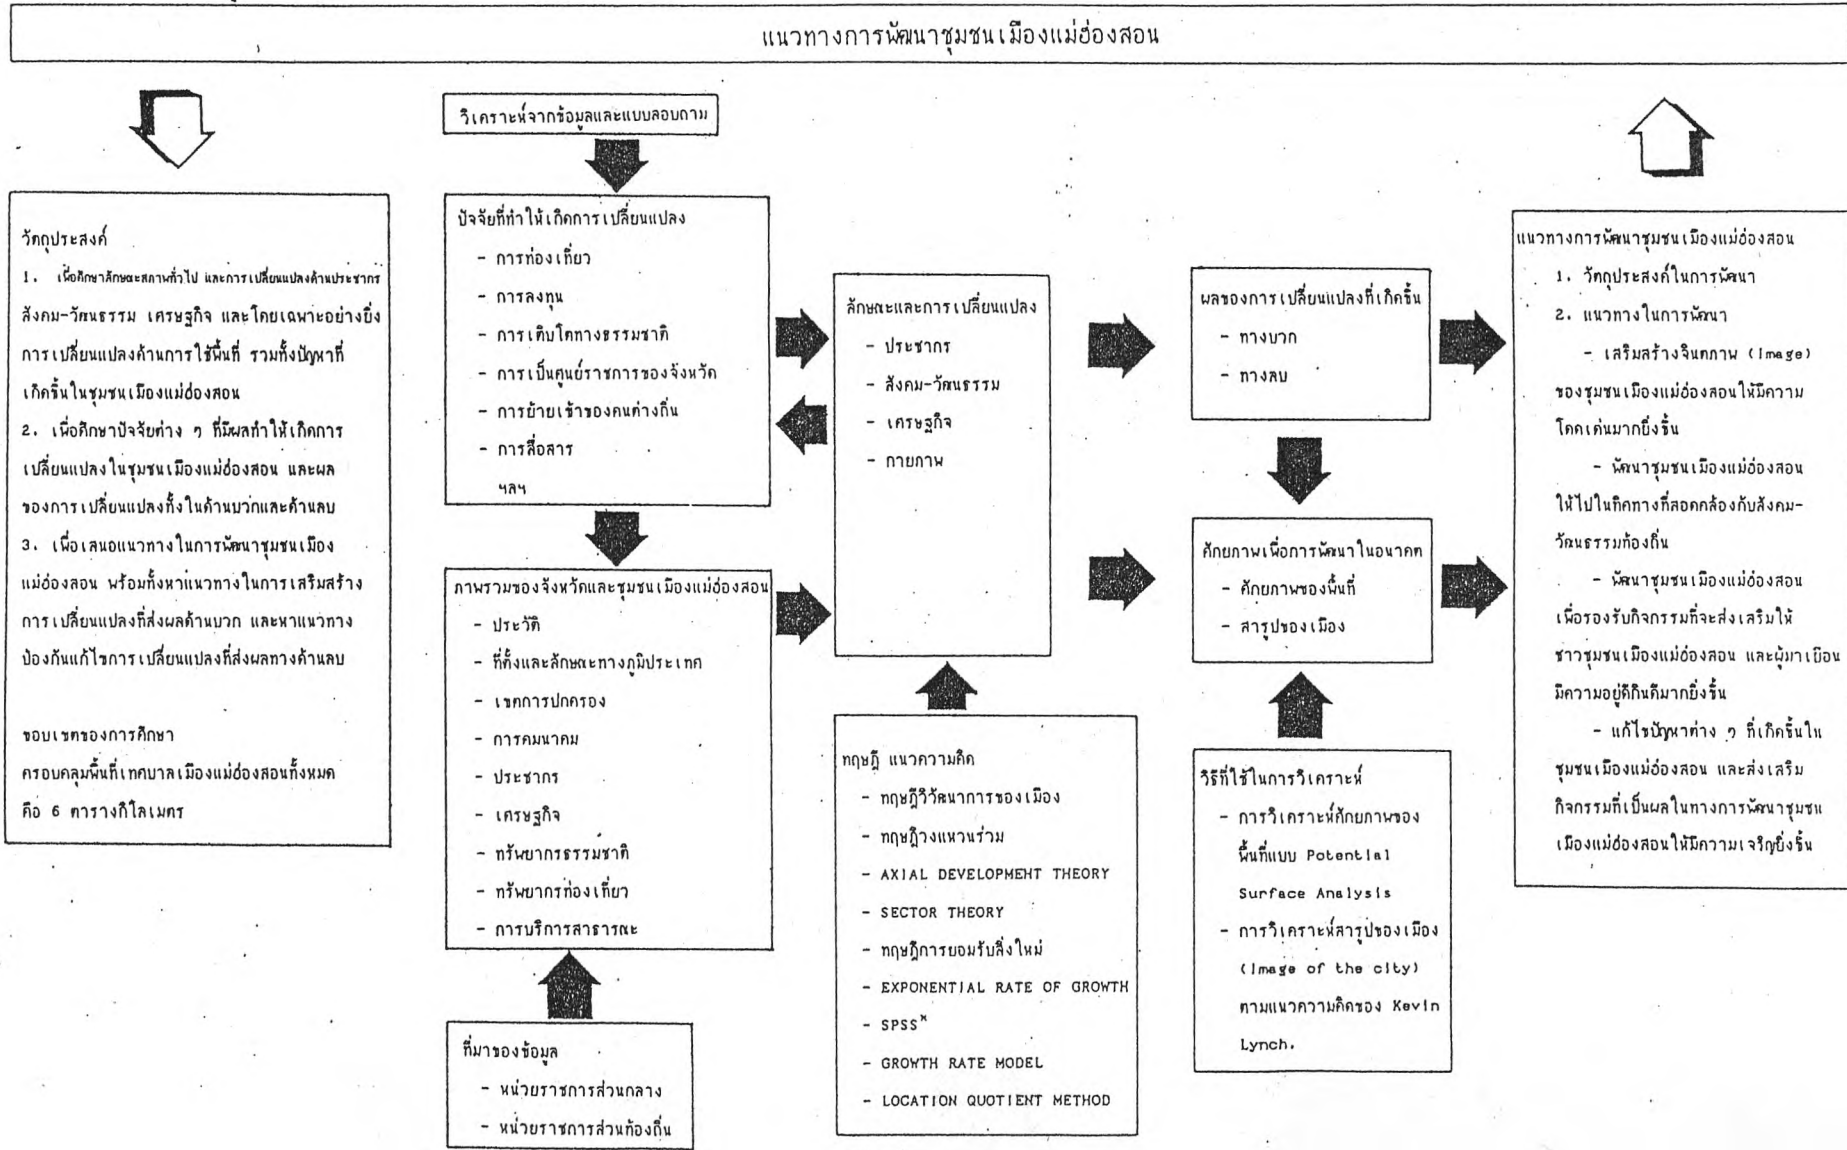 แนวทางการพัฒนาชุมชนเมืองแม่ฮ่องสอน
วัตถุประสงค์
1. เพื่อศึกษาลักษณะสภาพทั่วไป และการเปลี่ยนแปลงด้านประชากร
สังคม-วัฒนธรรม เศรษฐกิจ และโดยเฉพาะอย่างยิ่ง
การเปลี่ยนแปลงด้านการใช้พื้นที่ รวมทั้งปัญหาที่
เกิดขึ้นในชุมชนเมืองแม่ฮ่องสอน
2. เพื่อศึกษาปัจจัยต่าง ๆ ที่มีผลทำให้เกิดการ
เปลี่ยนแปลงในชุมชนเมืองแม่ฮ่องสอน และผล
ของการเปลี่ยนแปลงทั้งในด้านบวกและด้านลบ
3. เพื่อเสนอแนวทางในการพัฒนาชุมชนเมือง
แม่ฮ่องสอน พร้อมทั้งหาแนวทางในการเสริมสร้าง
การเปลี่ยนแปลงที่ส่งผลด้านบวก และหาแนวทาง
ป้องกันแก้ไขการเปลี่ยนแปลงที่ส่งผลทางด้านลบ
ขอบเขตของการศึกษา
ครอบคลุมพื้นที่เทศบาลเมืองแม่ฮ่องสอนทั้งหมด
คือ 6 ตารางกิโลเมตร
วิเคราะห์จากข้อมูลและแบบสอบถาม
ปัจจัยที่ทำให้เกิดการเปลี่ยนแปลง
- การท่องเที่ยว
- การลงทุน
- การเติบโตทางธรรมชาติ
- การเป็นศูนย์ราชการของจังหวัด
- การย้ายเข้าของคนต่างถิ่น
- การสื่อสาร
ฯลฯ
ภาพรวมของจังหวัดและชุมชนเมืองแม่ฮ่องสอน
- ประวัติ
- ที่ตั้งและลักษณะทางภูมิประเทศ
- เขตการปกครอง
- การคมนาคม
- ประชากร
- เศรษฐกิจ
- ทรัพยากรธรรมชาติ
- ทรัพยากรท่องเที่ยว
- การบริการสาธารณะ
ที่มาของข้อมูล
- หน่วยราชการส่วนกลาง
- หน่วยราชการส่วนท้องถิ่น
ลักษณะและการเปลี่ยนแปลง
- ประชากร
- สังคม-วัฒนธรรม
- เศรษฐกิจ
- กายภาพ
ทฤษฎี แนวความคิด
- ทฤษฎีวิวัฒนาการของเมือง
- ทฤษฎีวงแหวนร่วม
- AXIAL DEVELOPMENT THEORY
- SECTOR THEORY
- ทฤษฎีการยอมรับสิ่งใหม่
- EXPONENTIAL RATE OF GROWTH
- SPSSˣ
- GROWTH RATE MODEL
- LOCATION QUOTIENT METHOD
ผลของการเปลี่ยนแปลงที่เกิดขึ้น
- ทางบวก
- ทางลบ
ศักยภาพเพื่อการพัฒนาในอนาคต
- ศักยภาพของพื้นที่
- สารูปของเมือง
วิธีที่ใช้ในการวิเคราะห์
- การวิเคราะห์ศักยภาพของ
พื้นที่แบบ Potential
Surface Analysis
- การวิเคราะห์สารูปของเมือง
(Image of the city)
ตามแนวความคิดของ Kevin
Lynch.
แนวทางการพัฒนาชุมชนเมืองแม่ฮ่องสอน
1. วัตถุประสงค์ในการพัฒนา
2. แนวทางในการพัฒนา
- เสริมสร้างจินตภาพ (Image)
ของชุมชนเมืองแม่ฮ่องสอนให้มีความ
โดดเด่นมากยิ่งขึ้น
- พัฒนาชุมชนเมืองแม่ฮ่องสอน
ให้ไปในทิศทางที่สอดคล้องกับสังคม-
วัฒนธรรมท้องถิ่น
- พัฒนาชุมชนเมืองแม่ฮ่องสอน
เพื่อรองรับกิจกรรมที่จะส่งเสริมให้
ชาวชุมชนเมืองแม่ฮ่องสอน และผู้มาเยือน
มีความอยู่ดีกินดีมากยิ่งขึ้น
- แก้ไขปัญหาต่าง ๆ ที่เกิดขึ้นใน
ชุมชนเมืองแม่ฮ่องสอน และส่งเสริม
กิจกรรมที่เป็นผลในทางการพัฒนาชุมชน
เมืองแม่ฮ่องสอนให้มีความเจริญยิ่งขึ้น